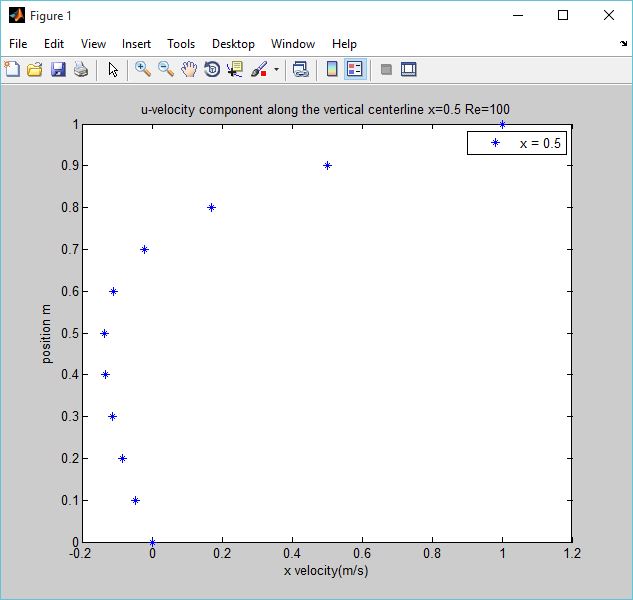 Figure 1
File Edit View Insert Tools Desktop Window Help
u-velocity component along the vertical centerline x=0.5 Re=100
1
x = 0.5
0.9
0.8
0.7
0.6
0.5
0.4
0.3
0.2
0.1
0
position m
-0.2 0 0.2 0.4 0.6 0.8 1 1.2
x velocity(m/s)